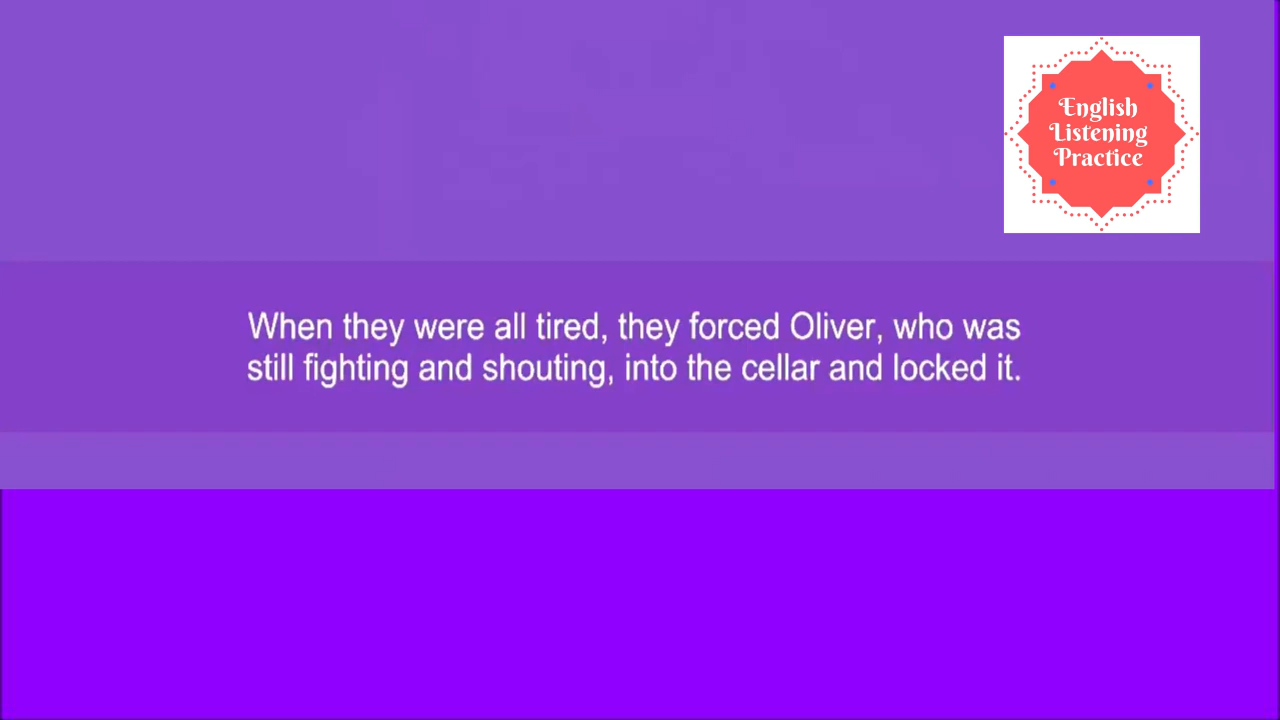 English
Listening
Practice
When they were all tired, they forced Oliver, who was
still fighting and shouting, into the cellar and locked it.